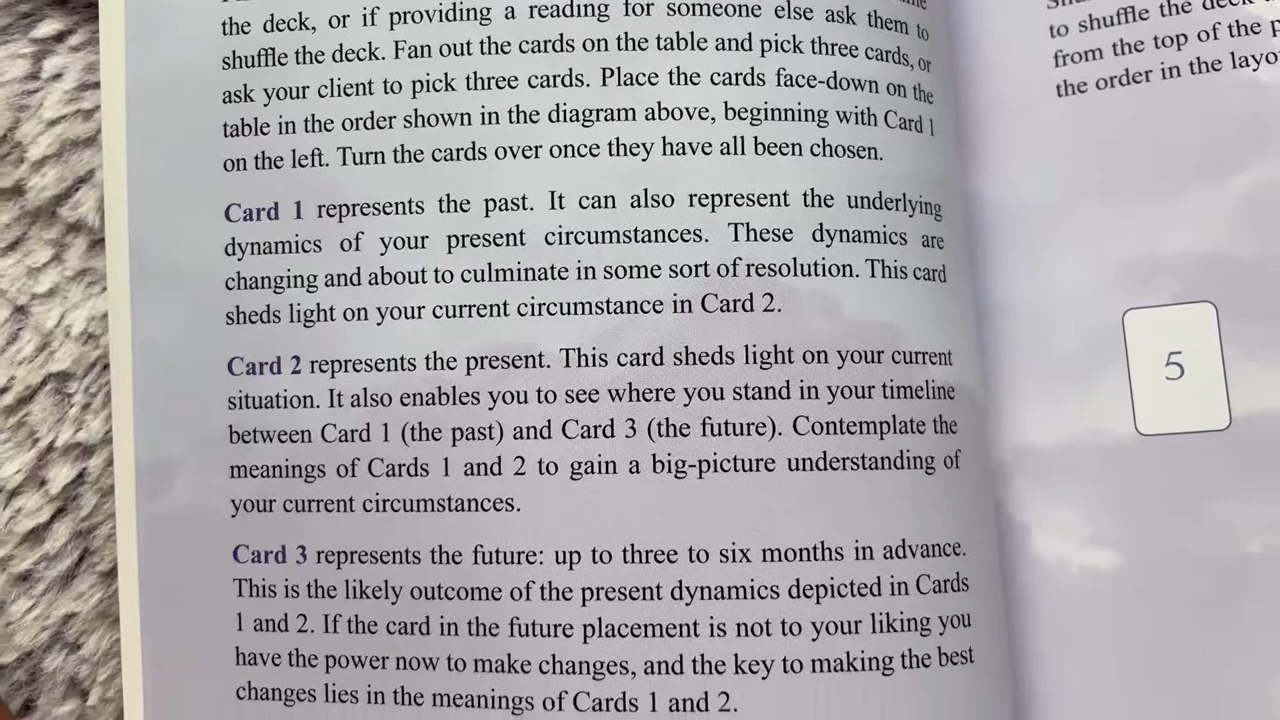 the deck, or if providing a reading for someone else ask them to
shuffle the deck. Fan out the cards on the table and pick three cards, or
ask your client to pick three cards. Place the cards face-down on the
table in the order shown in the diagram above, beginning with Card 1
on the left. Turn the cards over once they have all been chosen.
Card 1 represents the past. It can also represent the underlying
dynamics of your present circumstances. These dynamics are
changing and about to culminate in some sort of resolution. This card
sheds light on your current circumstance in Card 2.
Card 2 represents the present. This card sheds light on your current
situation. It also enables you to see where you stand in your timeline
between Card 1 (the past) and Card 3 (the future). Contemplate the
meanings of Cards 1 and 2 to gain a big-picture understanding of
your current circumstances.
Card 3 represents the future: up to three to six months in advance.
This is the likely outcome of the present dynamics depicted in Cards
1 and 2. If the card in the future placement is not to your liking you
have the power now to make changes, and the key to making the best
changes lies in the meanings of Cards 1 and 2.
to shuffle the
from the top of the
the order in the
5